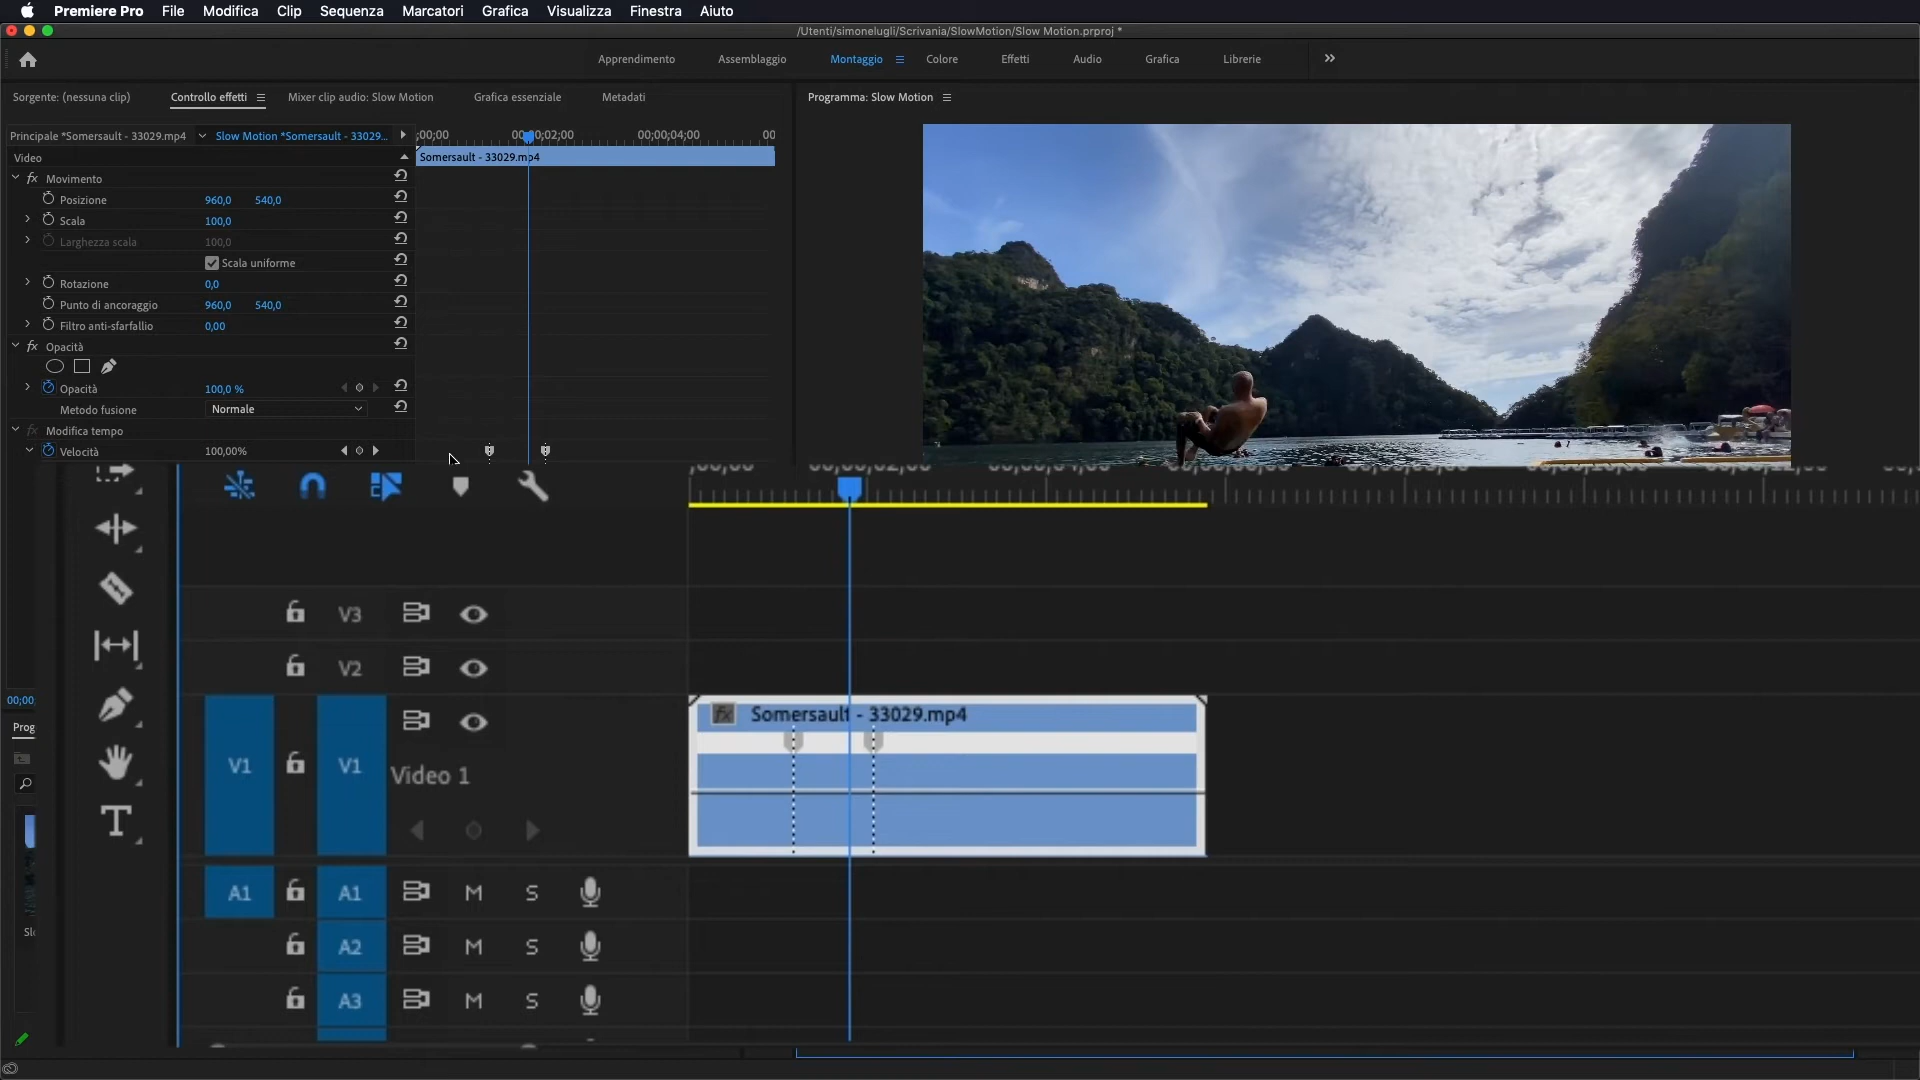 Premiere Pro File Modifica Clip Sequenza Marcatori Grafica Visualizza Finestra Aiuto
/Utenti/simonelugli/Scrivania/SlowMotion/Slow Motion.prproj *
Apprendimento Assemblaggio Montaggio Colore Effetti Audio Grafica Librerie
Sorgente: (nessuna clip) Controllo effetti Mixer clip audio: Slow Motion Grafica essenziale Metadati
Programma: Slow Motion
Principale *Somersault - 33029.mp4 Slow Motion *Somersault - 33029...
;00;00 00;00;02;00 00;00;04;00 00
Video
Somersault - 33029.mp4
fx Movimento
Posizione 960,0 540,0
Scala 100,0
Larghezza scala 100,0
Scala uniforme
Rotazione 0,0
Punto di ancoraggio 960,0 540,0
Filtro anti-sfarfallio 0,00
fx Opacità
Opacità 100,0 %
Metodo fusione Normale
fx Modifica tempo
Velocità 100,00%
V3
V2
00;00
fx Somersault - 33029.mp4
Prog
V1 V1 Video 1
T
A1 A1 M S
Slo
A2 M S
A3 M S